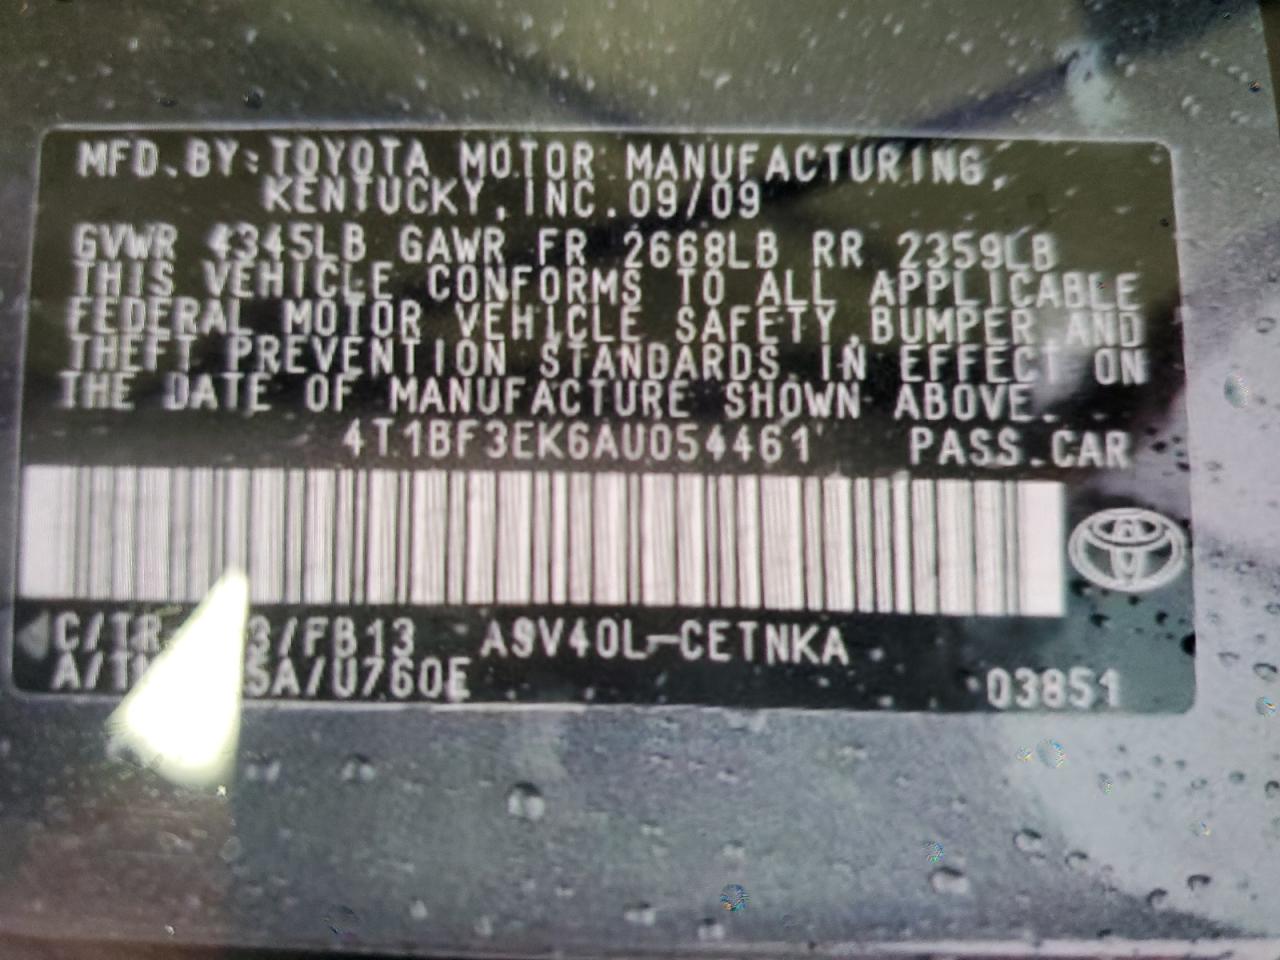 MFD.BY:TOYOTA MOTOR MANUFACTURING,
KENTUCKY,INC.09/09
GVWR 4345LB GAWR FR 2668LB RR 2359LB
THIS VEHICLE CONFORMS TO ALL APPLICABLE
FEDERAL MOTOR VEHICLE SAFETY,BUMPER AND
THEFT PREVENTION STANDARDS IN EFFECT ON
THE DATE OF MANUFACTURE SHOWN ABOVE.
4T1BF3EK6AU054461 PASS.CAR
C/TR 3/FB13 ASV40L-CETNKA
5A/U760E 03851